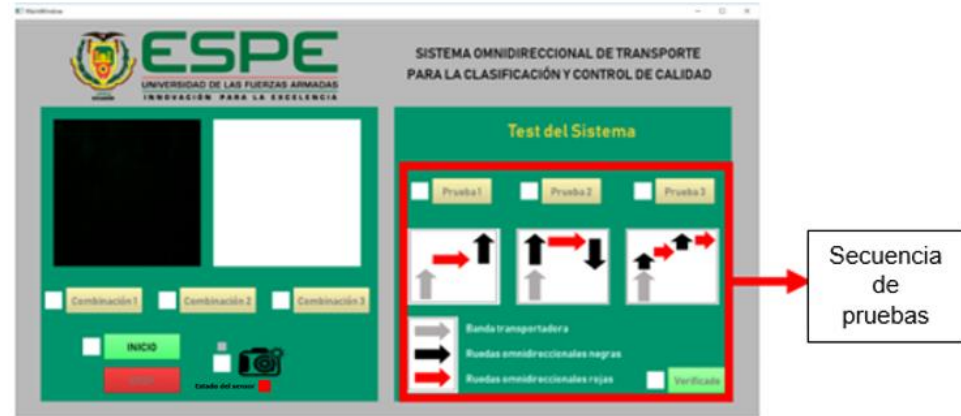 MainWindow
ESPE
UNIVERSIDAD DE LAS FUERZAS ARMADAS
INNOVACIÓN PARA LA EXCELENCIA
SISTEMA OMNIDIRECCIONAL DE TRANSPORTE
PARA LA CLASIFICACIÓN Y CONTROL DE CALIDAD
Combinación 1
Combinación 2
Combinación 3
INICIO
Estado del sensor
Test del Sistema
Prueba 1
Prueba 2
Prueba 3
Banda transportadora
Ruedas omnidireccionales negras
Ruedas omnidireccionales rojas
Verificado
Secuencia
de
pruebas